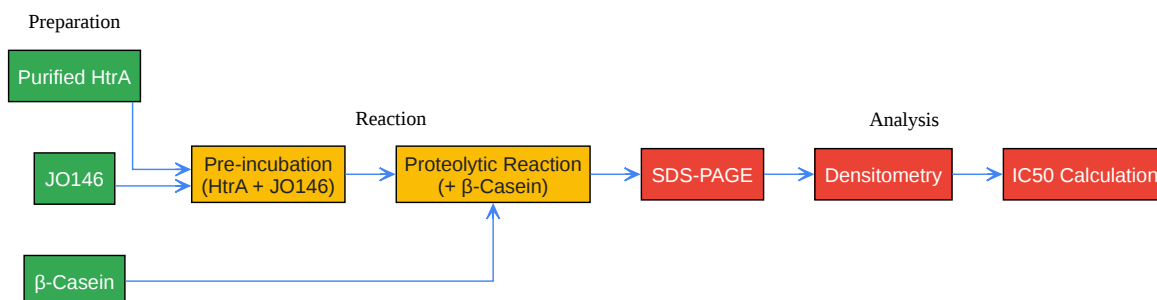 Preparation
Purified HtrA
JO146
β-Casein
Reaction
Pre-incubation
(HtrA + JO146)
Proteolytic Reaction
(+ β-Casein)
Analysis
SDS-PAGE
Densitometry
IC50 Calculation